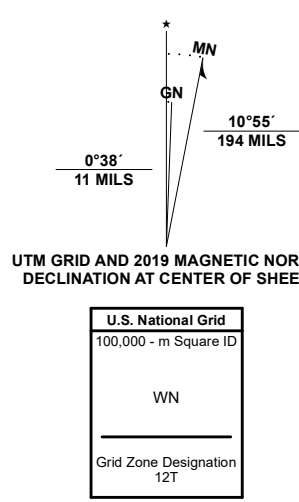 ★
MN
GN
10°55´
194 MILS
0°38´
11 MILS
UTM GRID AND 2019 MAGNETIC NOR
DECLINATION AT CENTER OF SHEE
U.S. National Grid
100,000 - m Square ID
WN
Grid Zone Designation
12T